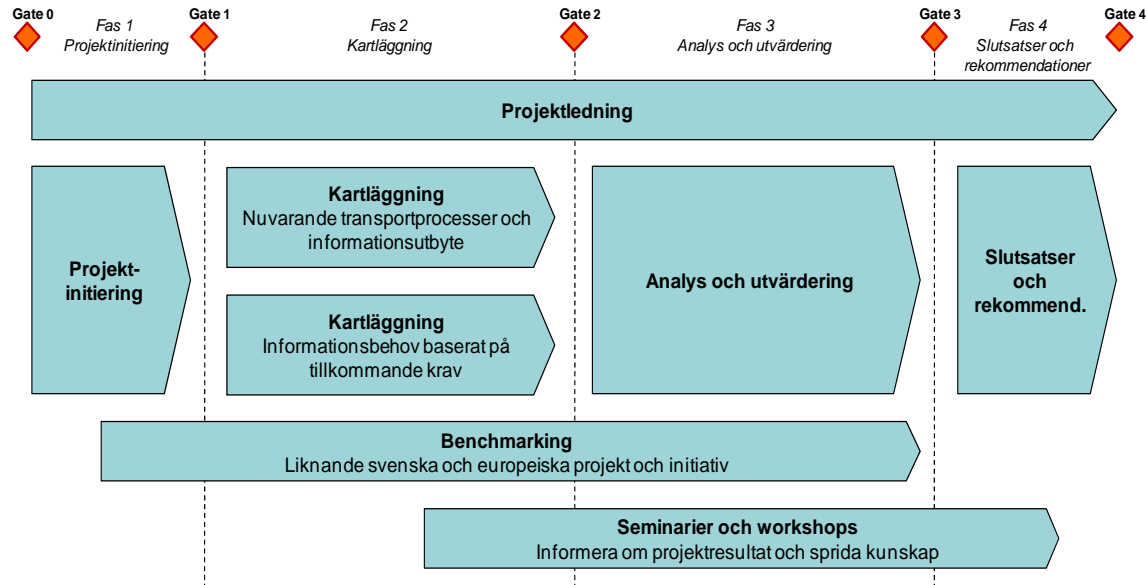 Gate 0
Fas 1
Projektinitiering
Gate 1
Fas 2
Kartläggning
Gate 2
Fas 3
Analys och utvärdering
Gate 3
Fas 4
Slutsatser och
rekommendationer
Gate 4
Projektledning
Projekt-
initiering
Kartläggning
Nuvarande transportprocesser och
informationsutbyte
Kartläggning
Informationsbehov baserat på
tillkommande krav
Analys och utvärdering
Slutsatser
och
rekommend.
Benchmarking
Liknande svenska och europeiska projekt och initiativ
Seminarier och workshops
Informera om projektresultat och sprida kunskap